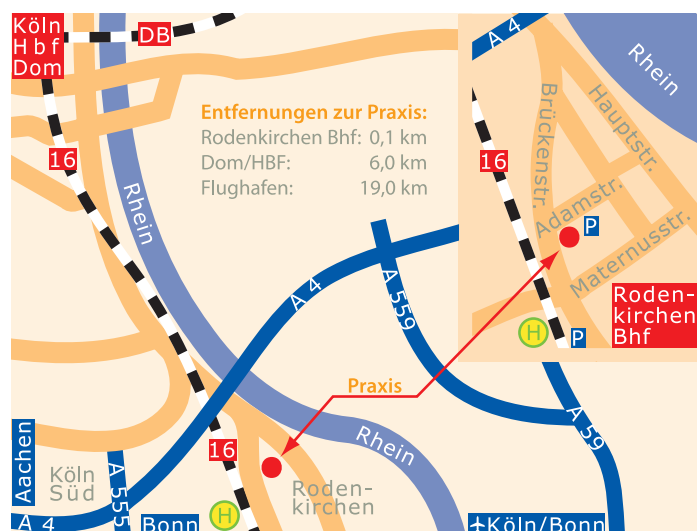 Köln
Hbf
Dom
DB
A 4
Rhein
Brückenstr.
Hauptstr.
Entfernungen zur Praxis:
Rodenkirchen Bhf: 0,1 km
Dom/HBF: 6,0 km
Flughafen: 19,0 km
16
16
Rhein
Adamstr.
P
Maternusstr.
A 4
A 559
Roden-
kirchen
Bhf
H
P
Praxis
A 59
Rhein
16
Aachen
Köln
Süd
A 555
Roden-
kirchen
A 4
Bonn
H
Köln/Bonn